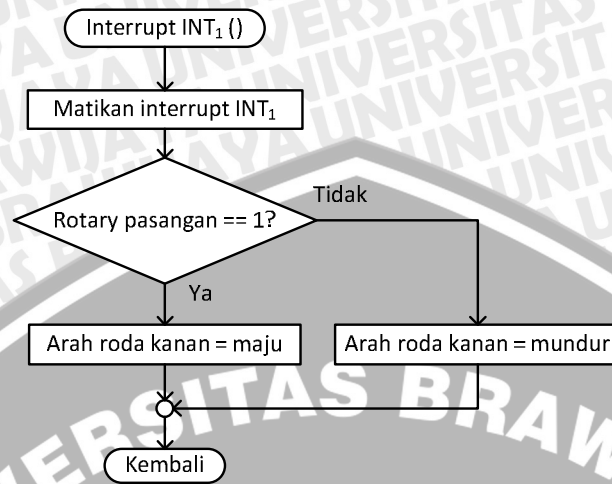 Interrupt INT₁ ()
Matikan interrupt INT₁
Rotary pasangan == 1?
Tidak
Ya
Arah roda kanan = maju
Arah roda kanan = mundur
Kembali